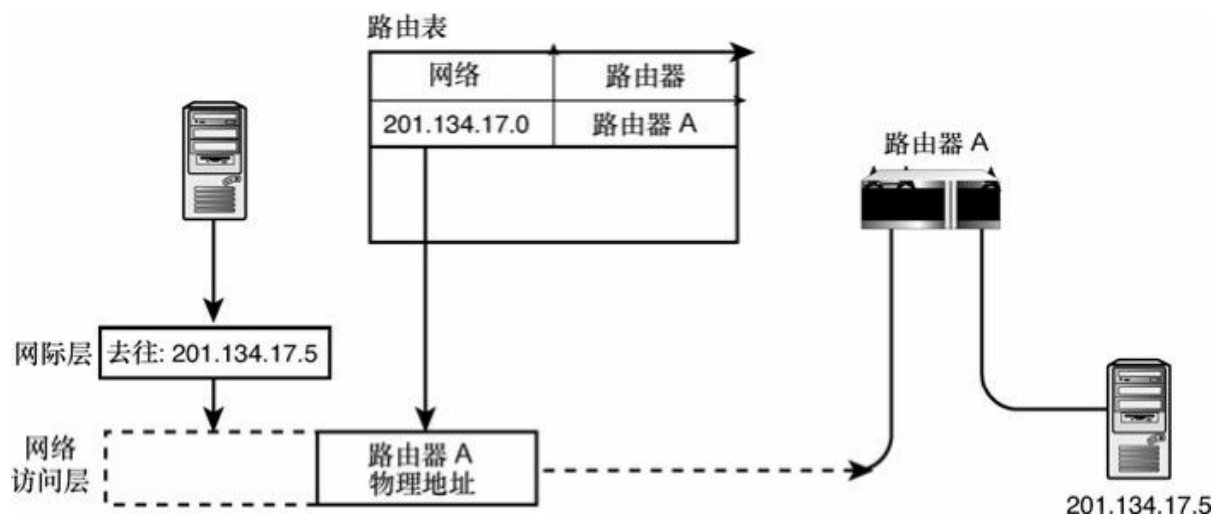 路由表
网络 路由器
201.134.17.0 路由器 A
路由器 A
网际层 去往: 201.134.17.5
网络
访问层
路由器 A
物理地址
201.134.17.5